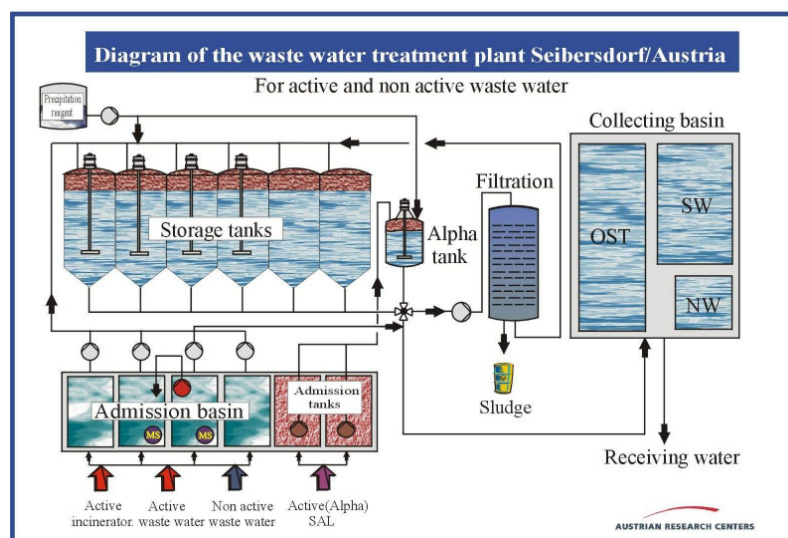 Diagram of the waste water treatment plant Seibersdorf/Austria
For active and non active waste water
Precipitation
reagent
Collecting basin
Filtration
Storage tanks
Alpha
tank
OST
SW
NW
Admission basin
Admission
tanks
MS
MS
Sludge
Receiving water
Active
incinerator.
Active
waste water
Non active
waste water
Active(Alpha)
SAL
AUSTRIAN RESEARCH CENTERS